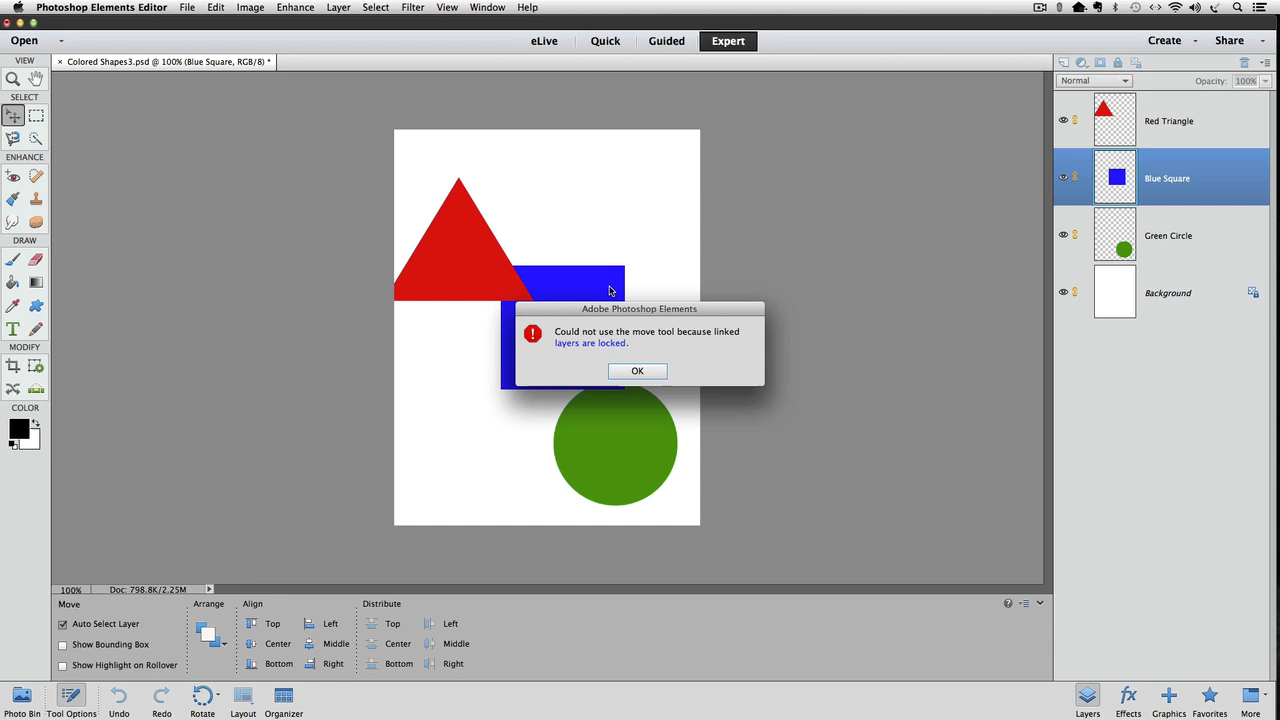 Photoshop Elements Editor File Edit Image Enhance Layer Select Filter View Window Help
Open eLive Quick Guided Expert Create Share
VIEW
× Colored Shapes3.psd @ 100% (Blue Square, RGB/8) *
Normal Opacity: 100%
SELECT
Red Triangle
ENHANCE
Blue Square
DRAW
Green Circle
Background
Adobe Photoshop Elements
Could not use the move tool because linked
layers are locked.
OK
T
MODIFY
COLOR
100% Doc: 798.8K/2.25M
Move Arrange Align Distribute
Auto Select Layer Top Left Top Left
Show Bounding Box Center Middle Center Middle
Show Highlight on Rollover Bottom Right Bottom Right
Photo Bin Tool Options Undo Redo Rotate Layout Organizer fx Layers Effects Graphics Favorites More